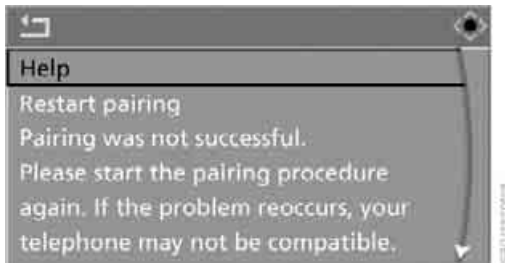 Help
Restart pairing
Pairing was not successful.
Please start the pairing procedure
again. If the problem reoccurs, your
telephone may not be compatible.